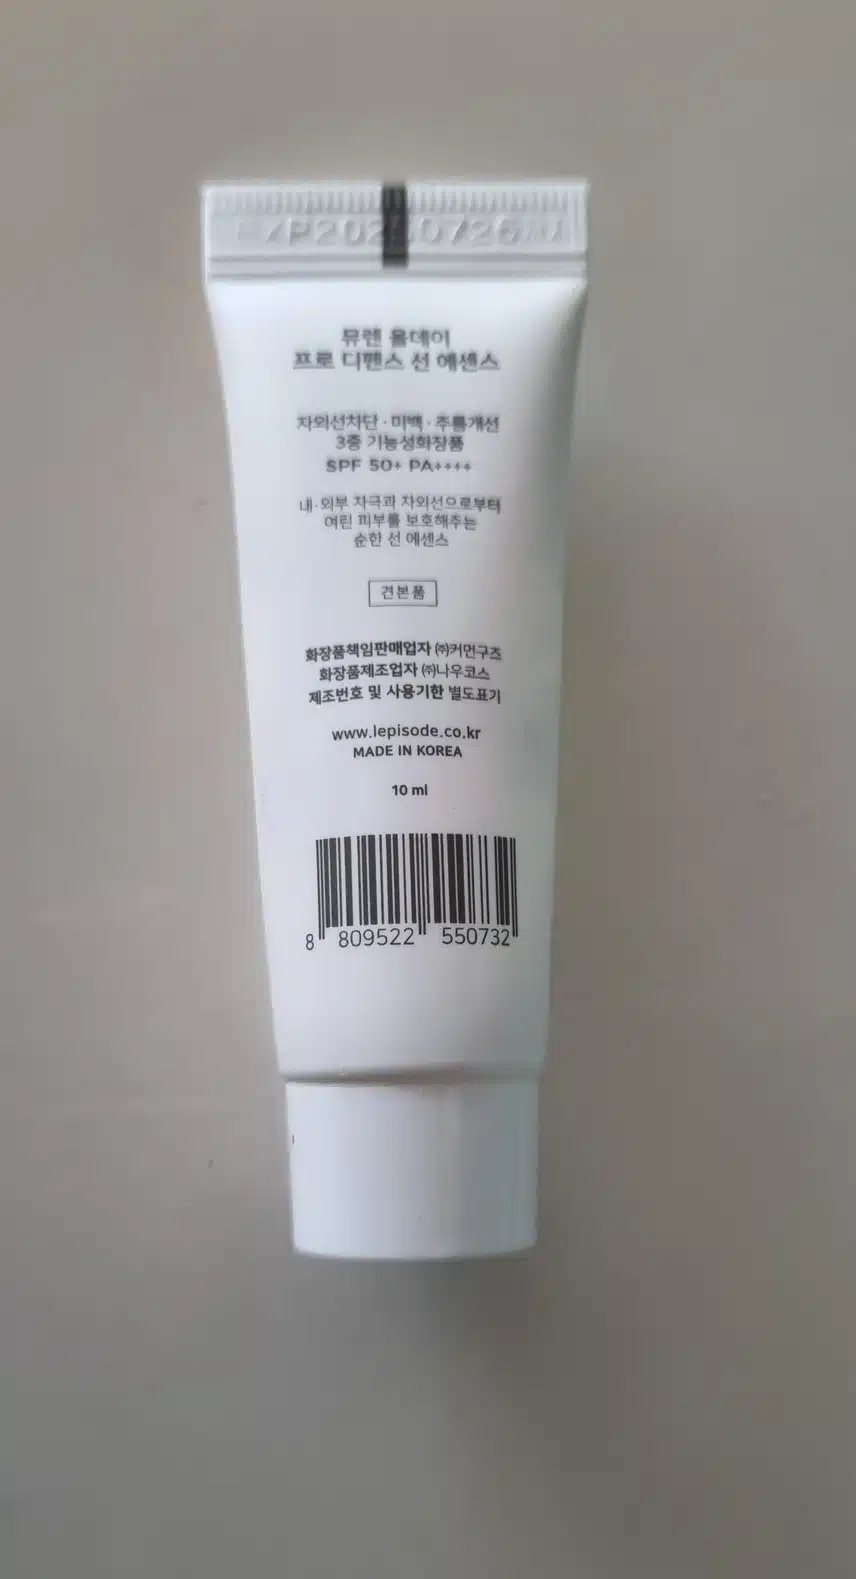 뮤렌 올데이
프로 디펜스 선 에센스
자외선차단·미백·주름개선
3중 기능성화장품
SPF 50+ PA++++
내·외부 자극과 자외선으로부터
여린 피부를 보호해주는
순한 선 에센스
견본품
화장품책임판매업자 ㈜커먼구즈
화장품제조업자 ㈜나우코스
제조번호 및 사용기한 별도표기
www.lepisode.co.kr
MADE IN KOREA
10 ml
8 809522 550732